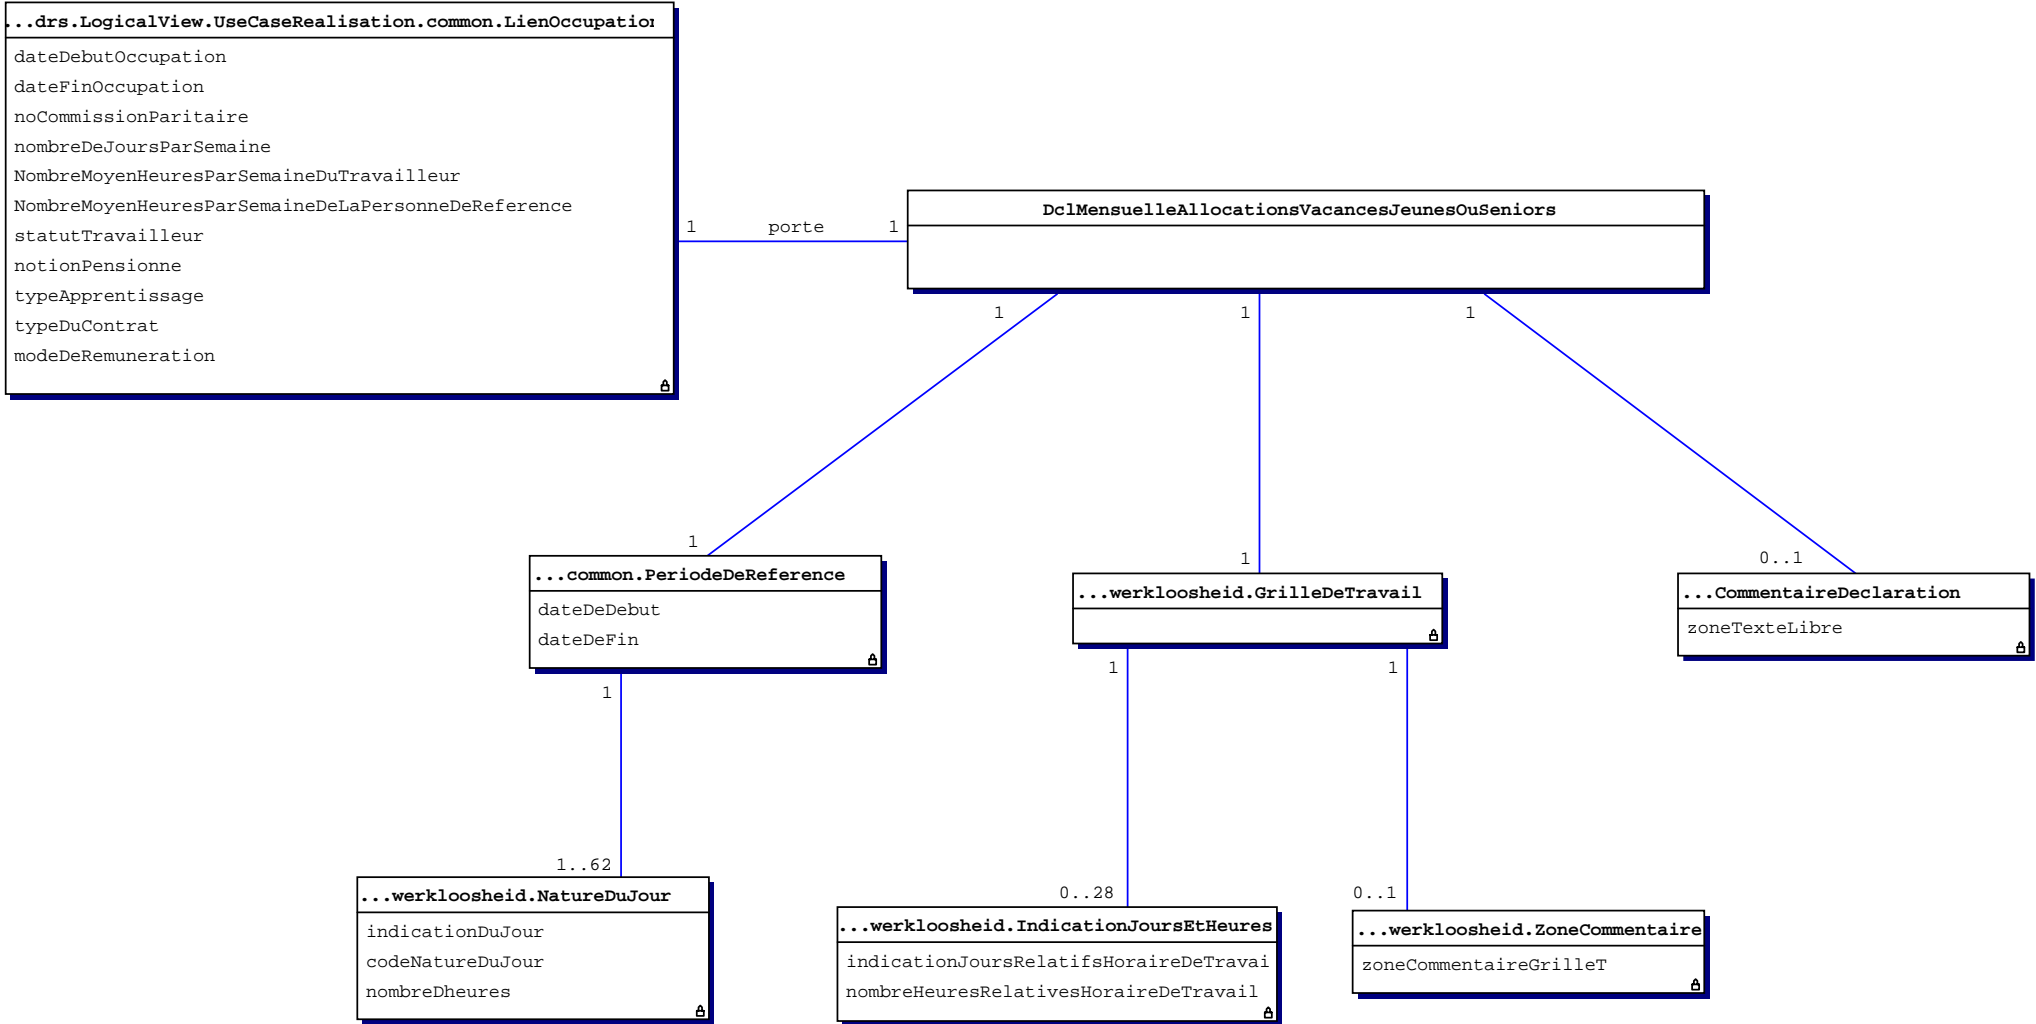 ...drs.LogicalView.UseCaseRealisation.common.LienOccupation
dateDebutOccupation
dateFinOccupation
noCommissionParitaire
nombreDeJoursParSemaine
NombreMoyenHeuresParSemaineDuTravailleur
NombreMoyenHeuresParSemaineDeLaPersonneDeReference
statutTravailleur
notionPensionne
typeApprentissage
typeDuContrat
modeDeRemuneration
1 porte 1
DclMensuelleAllocationsVacancesJeunesOuSeniors
1 1 1
1 1 0..1
...common.PeriodeDeReference
dateDeDebut
dateDeFin
...werkloosheid.GrilleDeTravail
...CommentaireDeclaration
zoneTexteLibre
1 1 1
1..62 0..28 0..1
...werkloosheid.NatureDuJour
indicationDuJour
codeNatureDuJour
nombreDheures
...werkloosheid.IndicationJoursEtHeures
indicationJoursRelatifsHoraireDeTravai
nombreHeuresRelativesHoraireDeTravail
...werkloosheid.ZoneCommentaire
zoneCommentaireGrilleT